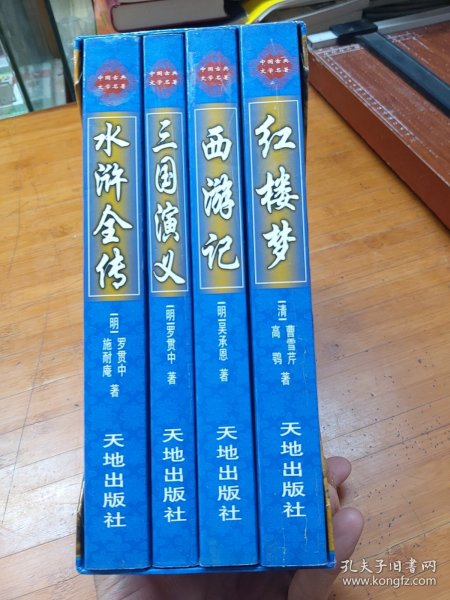 中国古典
文学名著
水浒全传
[明]罗贯中
施耐庵 著
天地出版社
中国古典
文学名著
三国演义
[明]罗贯中 著
天地出版社
中国古典
文学名著
西游记
[明]吴承恩 著
天地出版社
中国古典
文学名著
红楼梦
[清]曹雪芹
高鹗 著
天地出版社
孔夫子旧书网
www.kongfz.com